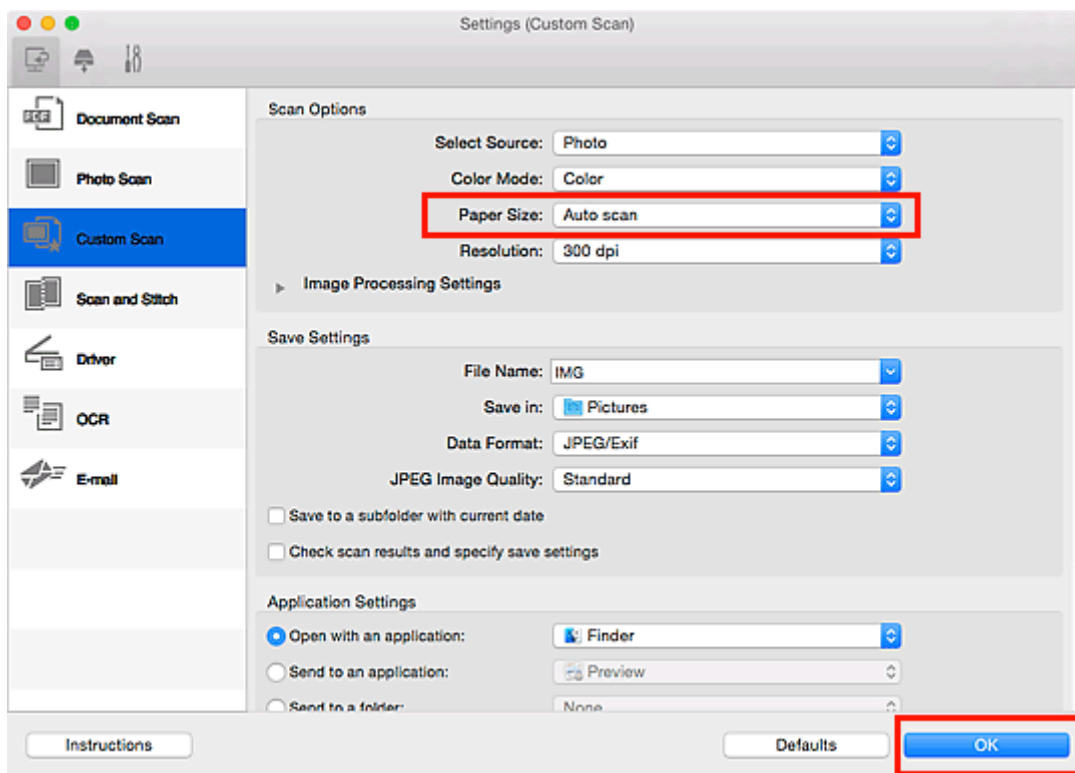 Settings (Custom Scan)
Document Scan
Photo Scan
Custom Scan
Scan and Stitch
Driver
OCR
E-mail
Scan Options
Select Source: Photo
Color Mode: Color
Paper Size: Auto scan
Resolution: 300 dpi
Image Processing Settings
Save Settings
File Name: IMG
Save in: Pictures
Data Format: JPEG/Exif
JPEG Image Quality: Standard
Save to a subfolder with current date
Check scan results and specify save settings
Application Settings
Open with an application: Finder
Send to an application: Preview
Send to a folder: None
Instructions
Defaults
OK